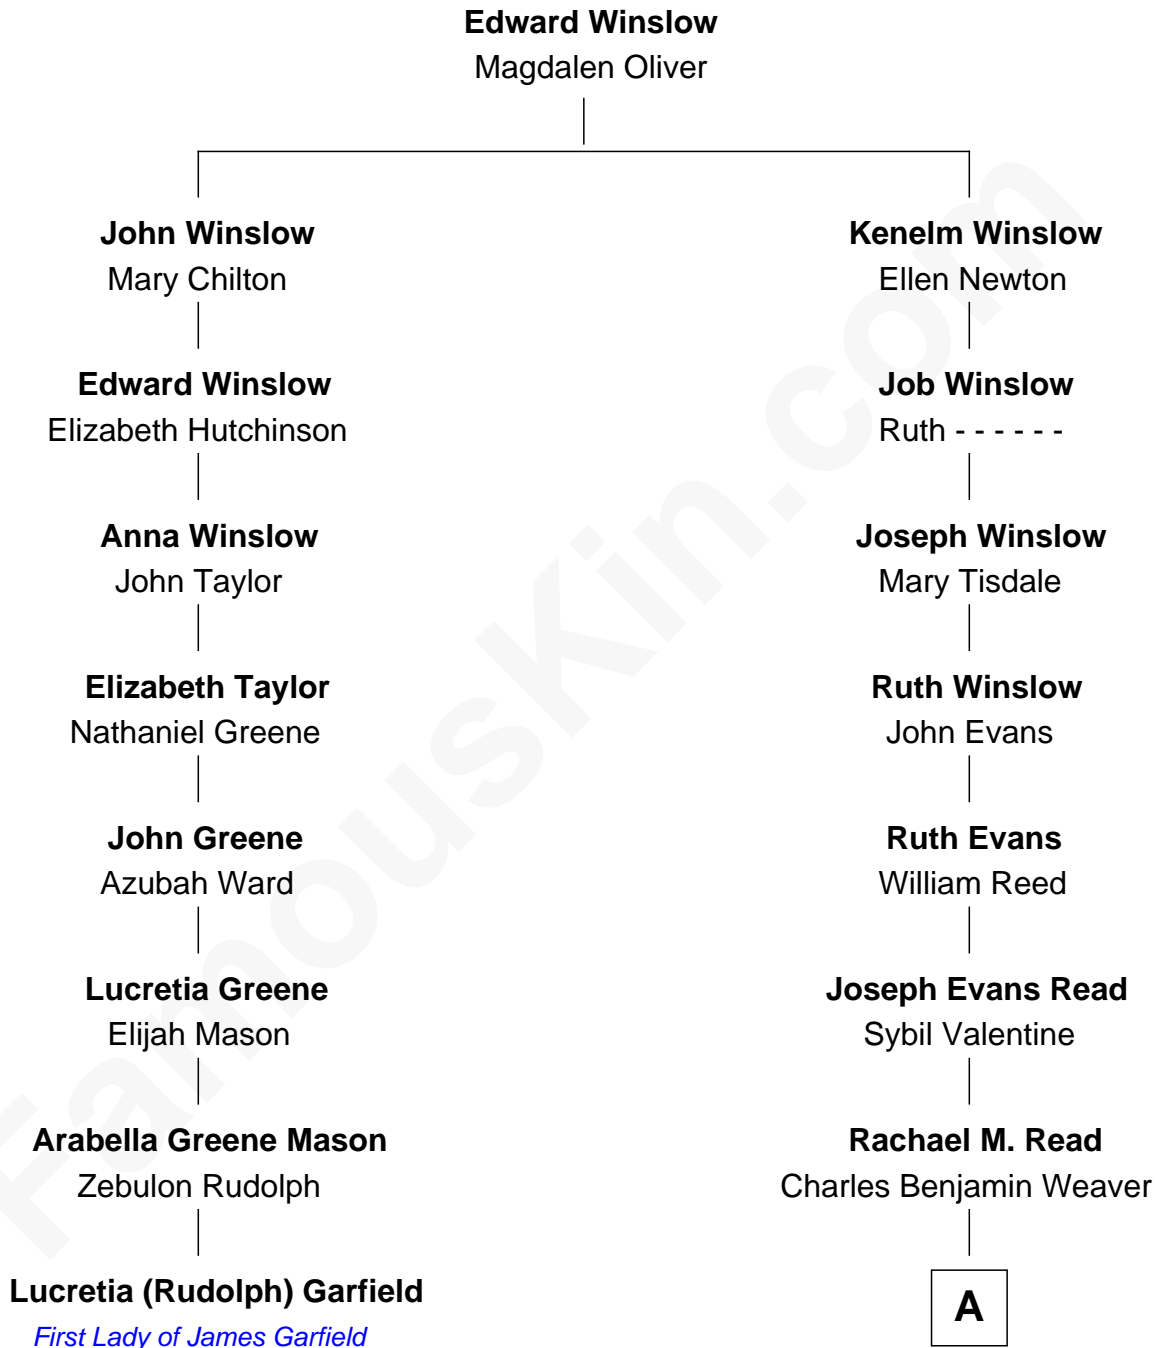 Edward Winslow
Magdalen Oliver
John Winslow
Mary Chilton
Kenelm Winslow
Ellen Newton
Edward Winslow
Elizabeth Hutchinson
Job Winslow
Ruth - - - - - -
Anna Winslow
John Taylor
Joseph Winslow
Mary Tisdale
Elizabeth Taylor
Nathaniel Greene
Ruth Winslow
John Evans
John Greene
Azubah Ward
Ruth Evans
William Reed
Lucretia Greene
Elijah Mason
Joseph Evans Read
Sybil Valentine
Arabella Greene Mason
Zebulon Rudolph
Rachael M. Read
Charles Benjamin Weaver
Lucretia (Rudolph) Garfield
First Lady of James Garfield
A
FamousKin.com